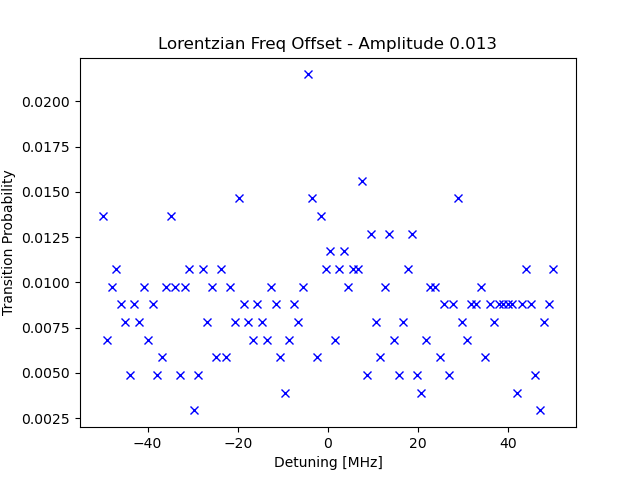 Lorentzian Freq Offset - Amplitude 0.013
Transition Probability
0.0200
0.0175
0.0150
0.0125
0.0100
0.0075
0.0050
0.0025
−40 −20 0 20 40
Detuning [MHz]